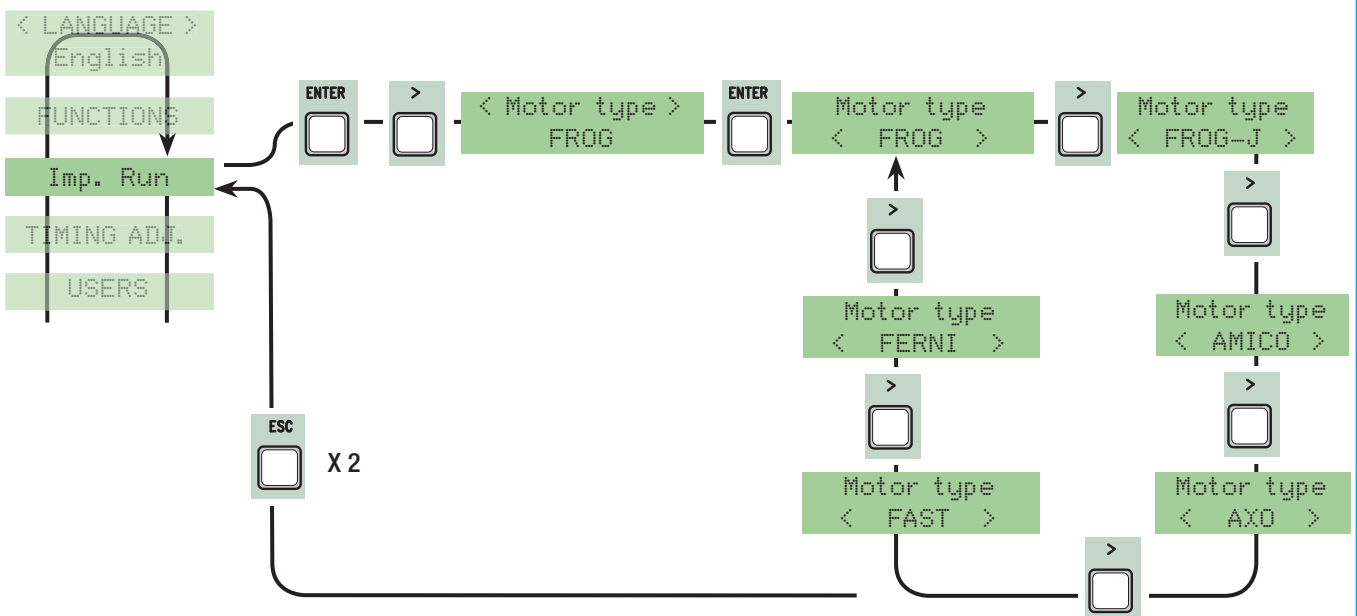 < LANGUAGE >
English
FUNCTIONS
Imp. Run
TIMING ADJ.
USERS
ENTER
>
< Motor type >
FROG
ENTER
Motor type
< FROG >
>
Motor type
< FROG-J >
>
Motor type
< AMICO >
>
Motor type
< AXO >
>
Motor type
< FAST >
>
Motor type
< FERNI >
>
ESC
X 2